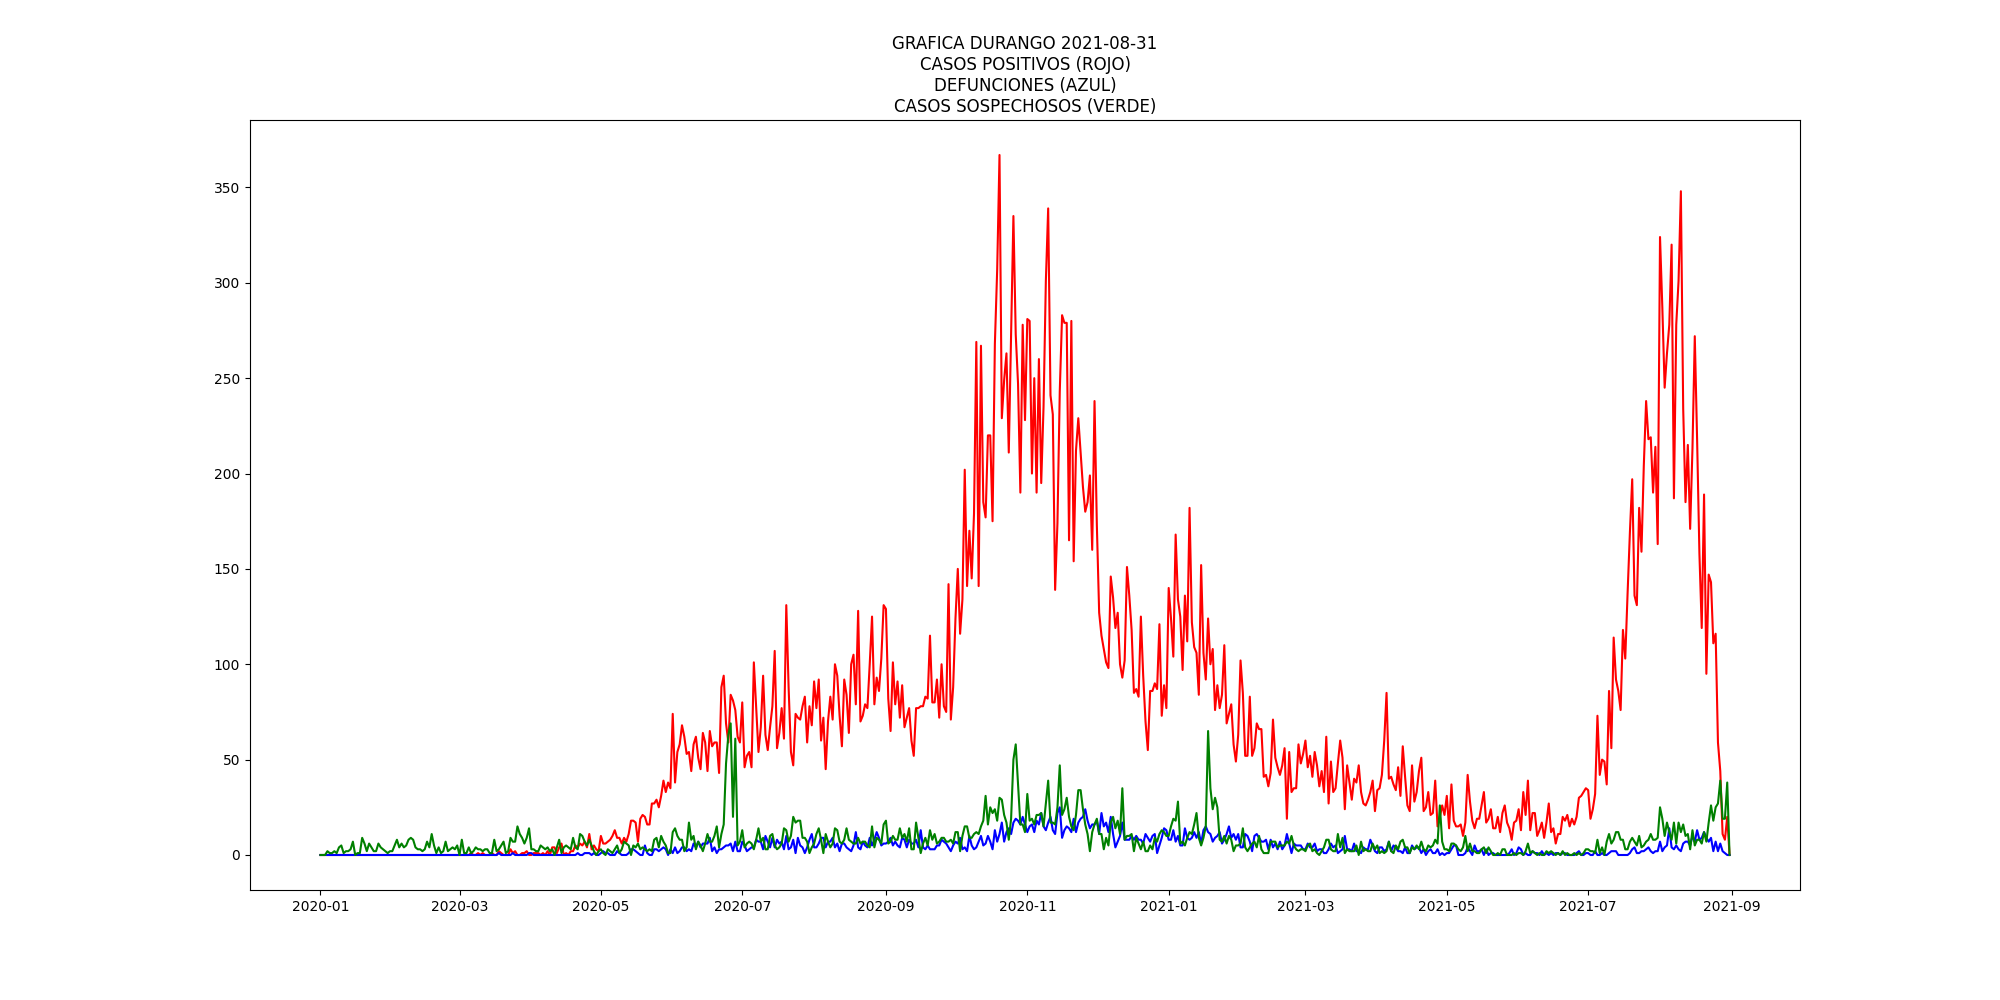 GRAFICA DURANGO 2021-08-31
CASOS POSITIVOS (ROJO)
DEFUNCIONES (AZUL)
CASOS SOSPECHOSOS (VERDE)
350
300
250
200
150
100
50
0
2020-01 2020-03 2020-05 2020-07 2020-09 2020-11 2021-01 2021-03 2021-05 2021-07 2021-09